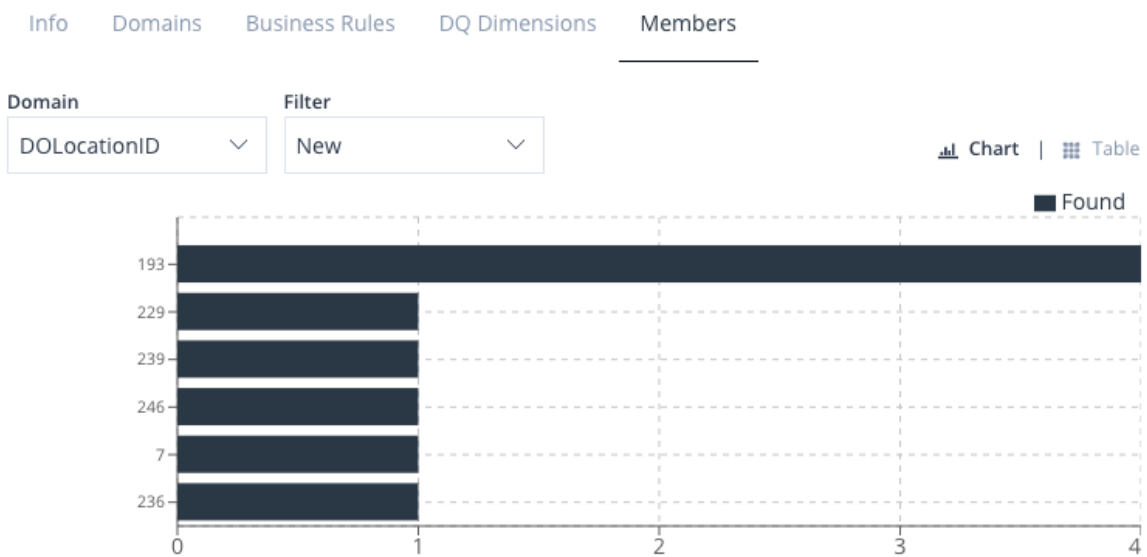 Info Domains Business Rules DQ Dimensions Members
Domain Filter
DOLocationID New
Chart | Table
Found
193
229
239
246
7
236
0 1 2 3 4